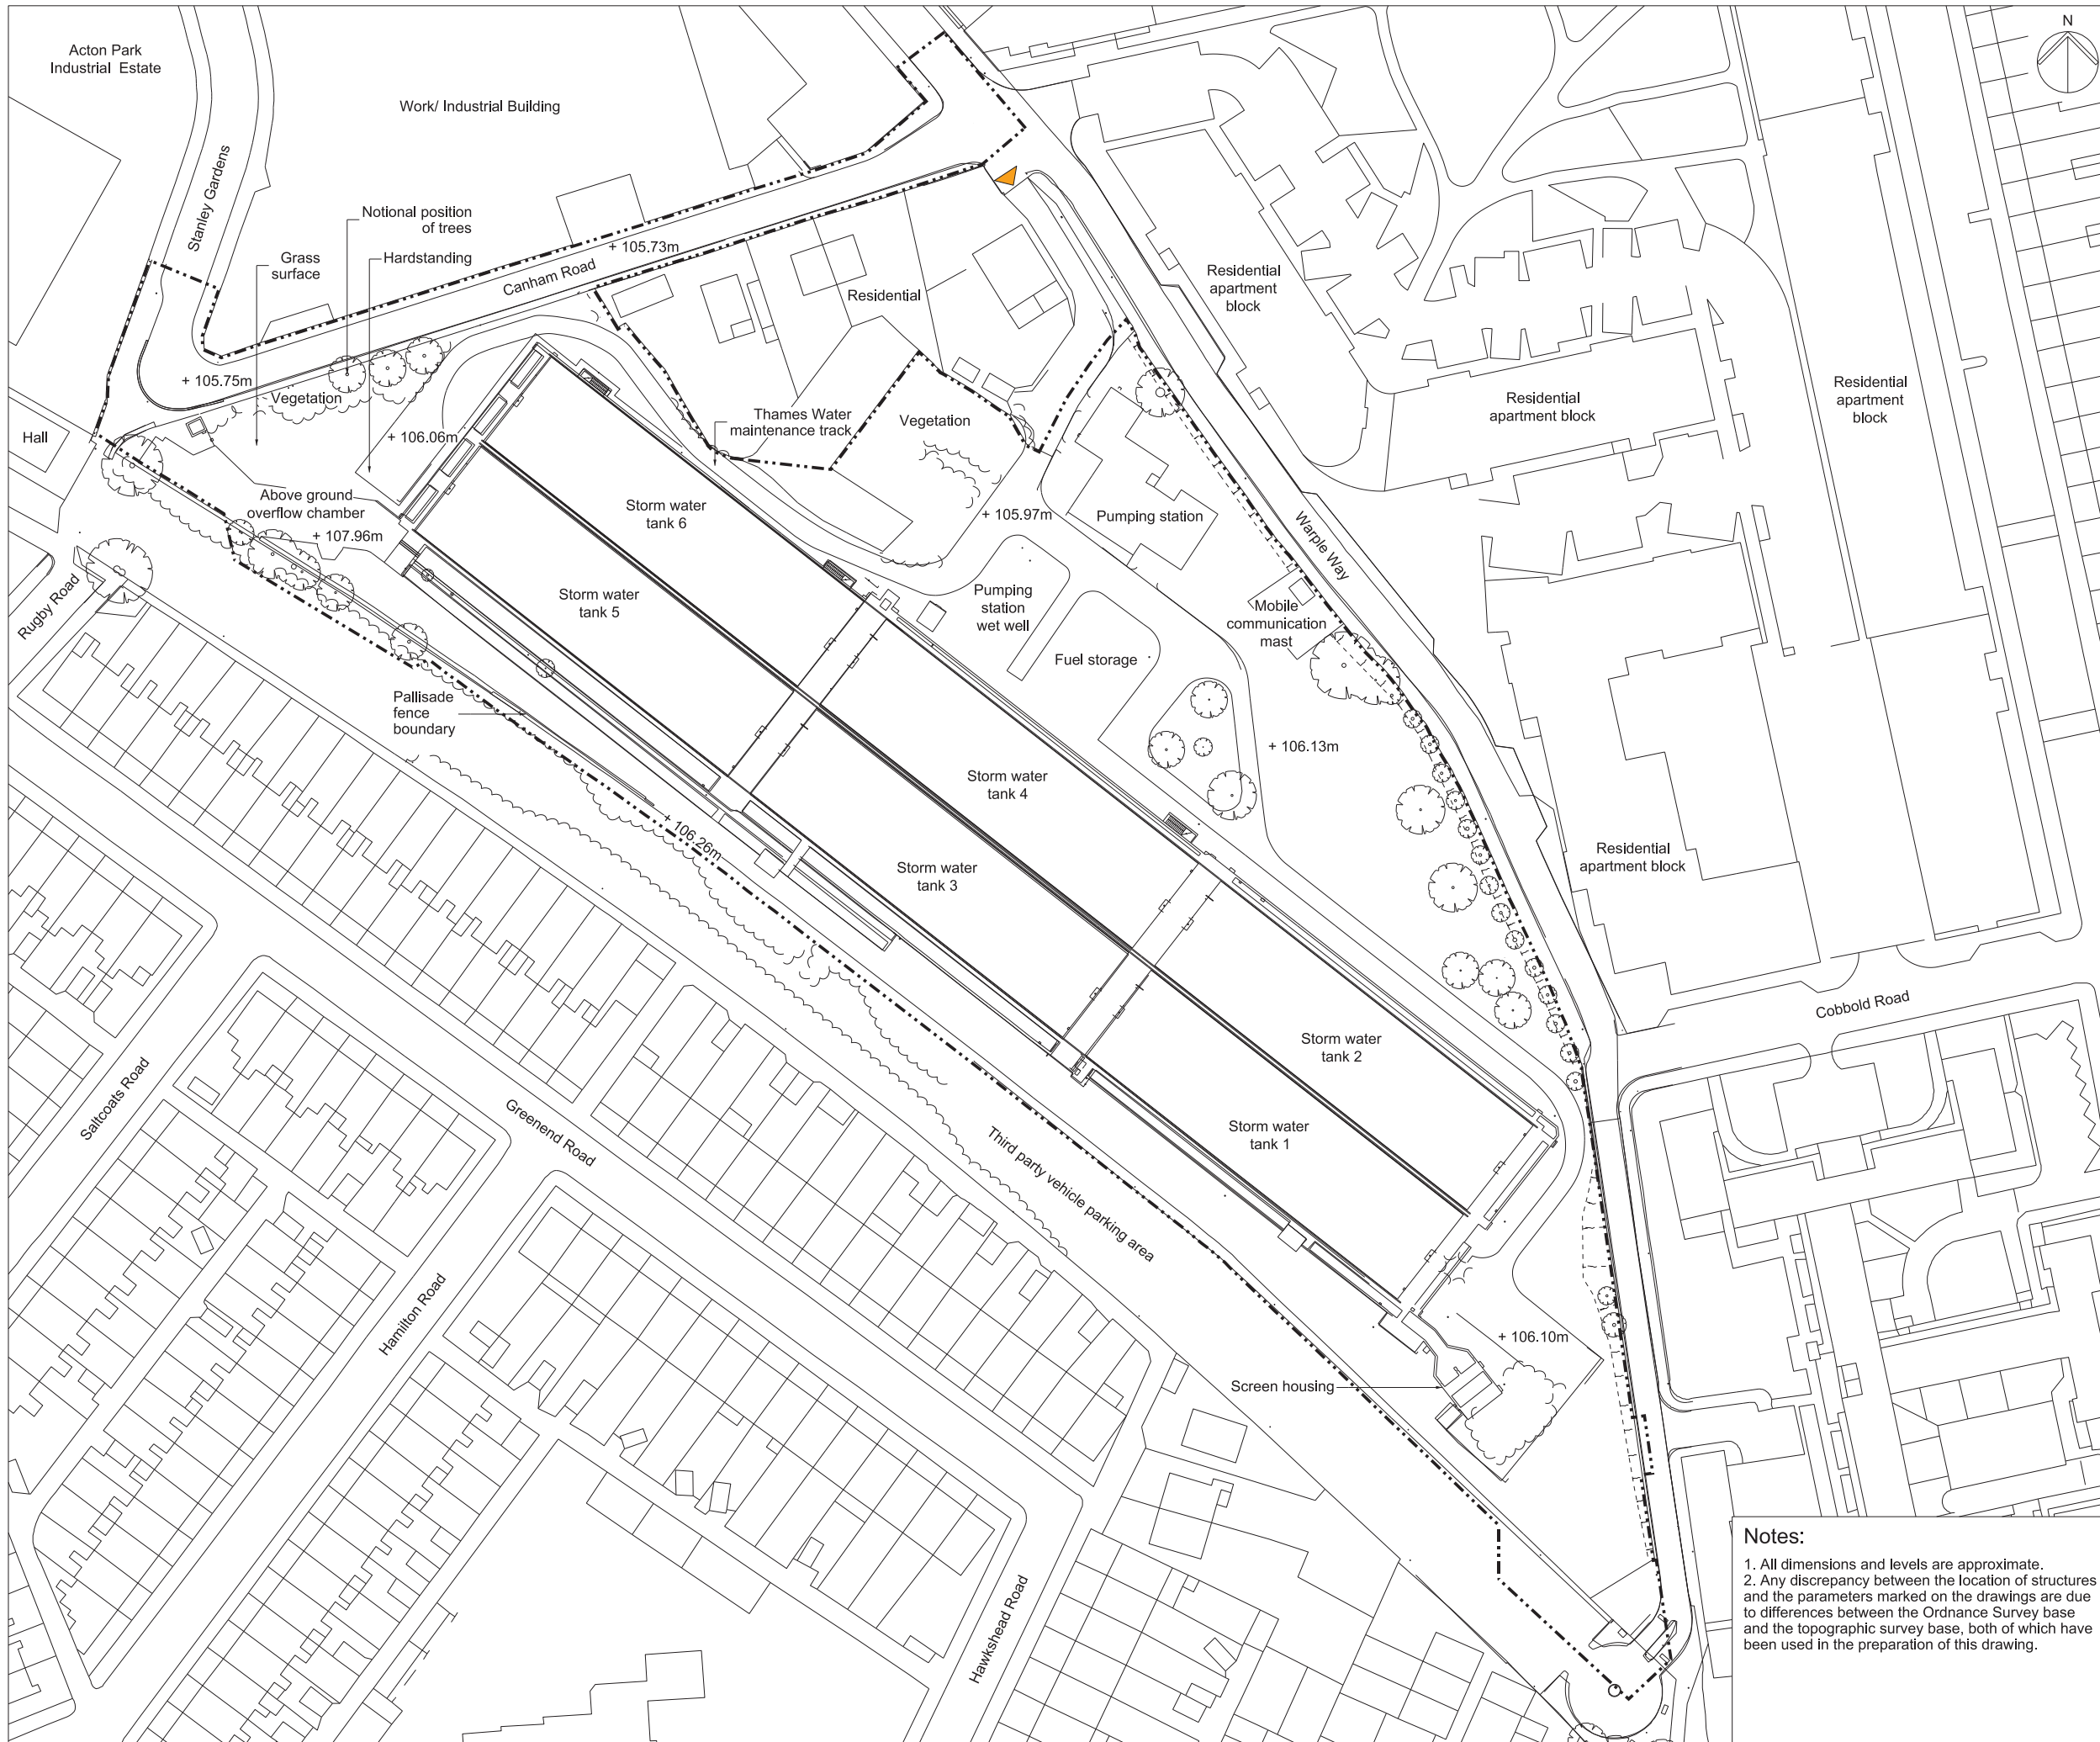 Acton Park
Industrial Estate
N
Work/ Industrial Building
Stanley Gardens
Notional position
of trees
Grass
surface
Hardstanding
+ 105.73m
Canham Road
Residential
Residential
apartment
block
+ 105.75m
Vegetation
Thames Water
maintenance track
Vegetation
Residential
apartment block
Residential
apartment
block
Hall
+ 106.06m
Above ground
overflow chamber
+ 107.96m
Storm water
tank 6
+ 105.97m
Pumping station
Warple Way
Rugby Road
Storm water
tank 5
Pumping
station
wet well
Mobile
communication
mast
Fuel storage
Pallisade
fence
boundary
+ 106.13m
Storm water
tank 4
+ 106.26m
Storm water
tank 3
Residential
apartment block
Cobbold Road
Storm water
tank 2
Saltcoats Road
Greenend Road
Storm water
tank 1
Third party vehicle parking area
Hamilton Road
+ 106.10m
Screen housing
Hawkshead Road
Notes:
1. All dimensions and levels are approximate.
2. Any discrepancy between the location of structures
and the parameters marked on the drawings are due
to differences between the Ordnance Survey base
and the topographic survey base, both of which have
been used in the preparation of this drawing.